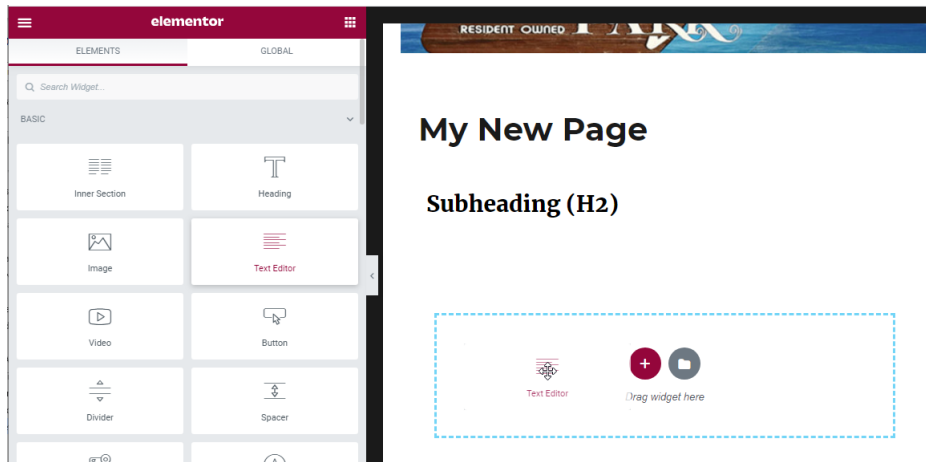 elementor
ELEMENTS
GLOBAL
Search Widget...
BASIC
Inner Section
Heading
Image
Text Editor
Video
Button
Divider
Spacer
RESIDENT OWNED
My New Page
Subheading (H2)
Text Editor
Drag widget here